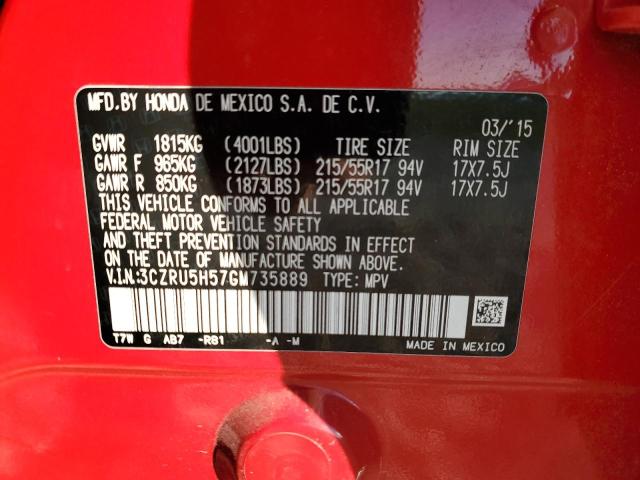 MFD. BY HONDA DE MEXICO S.A. DE C.V.
03/'15
GVWR 1815KG (4001LBS) TIRE SIZE RIM SIZE
GAWR F 965KG (2127LBS) 215/55R17 94V 17X7.5J
GAWR R 850KG (1873LBS) 215/55R17 94V 17X7.5J
THIS VEHICLE CONFORMS TO ALL APPLICABLE
FEDERAL MOTOR VEHICLE SAFETY
AND THEFT PREVENTION STANDARDS IN EFFECT
ON THE DATE OF MANUFACTURE SHOWN ABOVE.
V.I.N:3CZRU5H57GM735889 TYPE: MPV
T7W G AB7 -R81 -A -M
MADE IN MEXICO